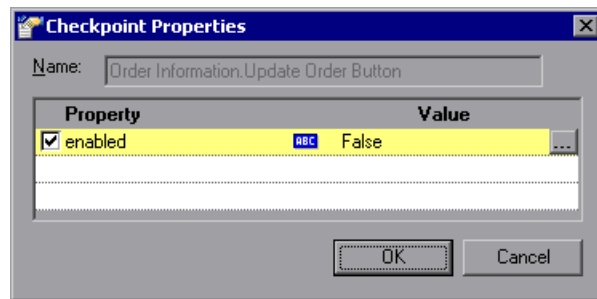 Checkpoint Properties
Name: Order Information.Update Order Button
Property Value
enabled ABC False ...
OK Cancel